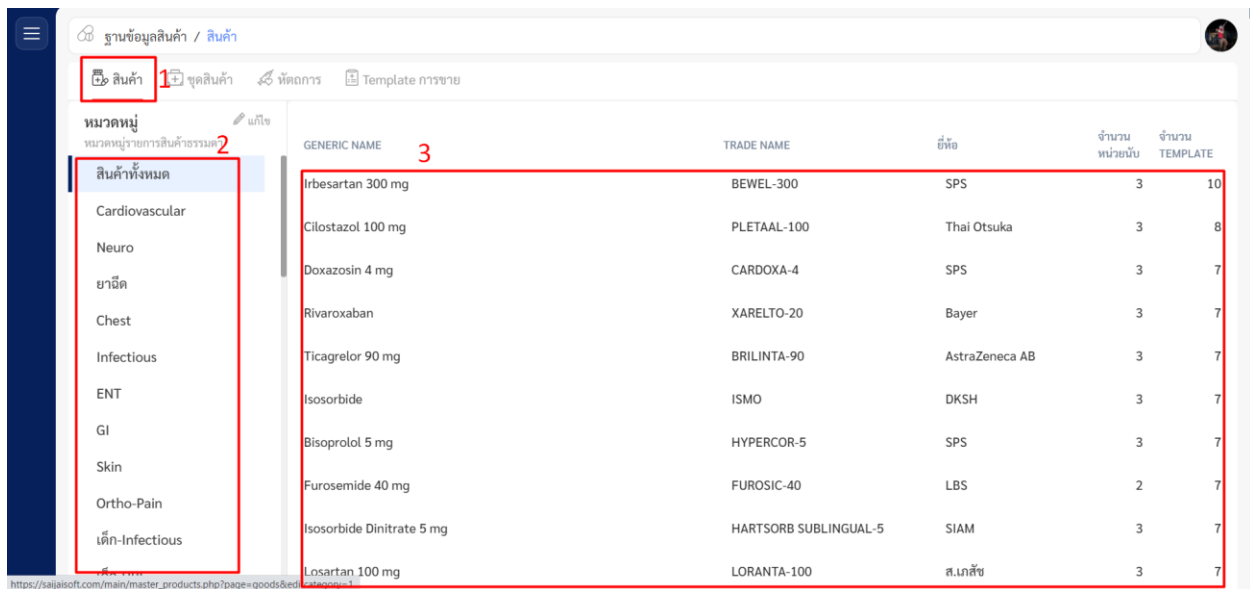 ฐานข้อมูลสินค้า / สินค้า
สินค้า 1 ชุดสินค้า หัตถการ Template การขาย
หมวดหมู่ แก้ไข
หมวดหมู่รายการสินค้าธรรมดา 2
สินค้าทั้งหมด
Cardiovascular
Neuro
ยาฉีด
Chest
Infectious
ENT
GI
Skin
Ortho-Pain
เด็ก-Infectious
GENERIC NAME 3 TRADE NAME ยี่ห้อ จำนวนหน่วยนับ จำนวน TEMPLATE
Irbesartan 300 mg BEWEL-300 SPS 3 10
Cilostazol 100 mg PLETAAL-100 Thai Otsuka 3 8
Doxazosin 4 mg CARDOXA-4 SPS 3 7
Rivaroxaban XARELTO-20 Bayer 3 7
Ticagrelor 90 mg BRILINTA-90 AstraZeneca AB 3 7
Isosorbide ISMO DKSH 3 7
Bisoprolol 5 mg HYPERCOR-5 SPS 3 7
Furosemide 40 mg FUROSIC-40 LBS 2 7
Isosorbide Dinitrate 5 mg HARTSORB SUBLINGUAL-5 SIAM 3 7
Losartan 100 mg LORANTA-100 ส.เภสัช 3 7
https://saijaisoft.com/main/master_products.php?page=goods&edit_category=1